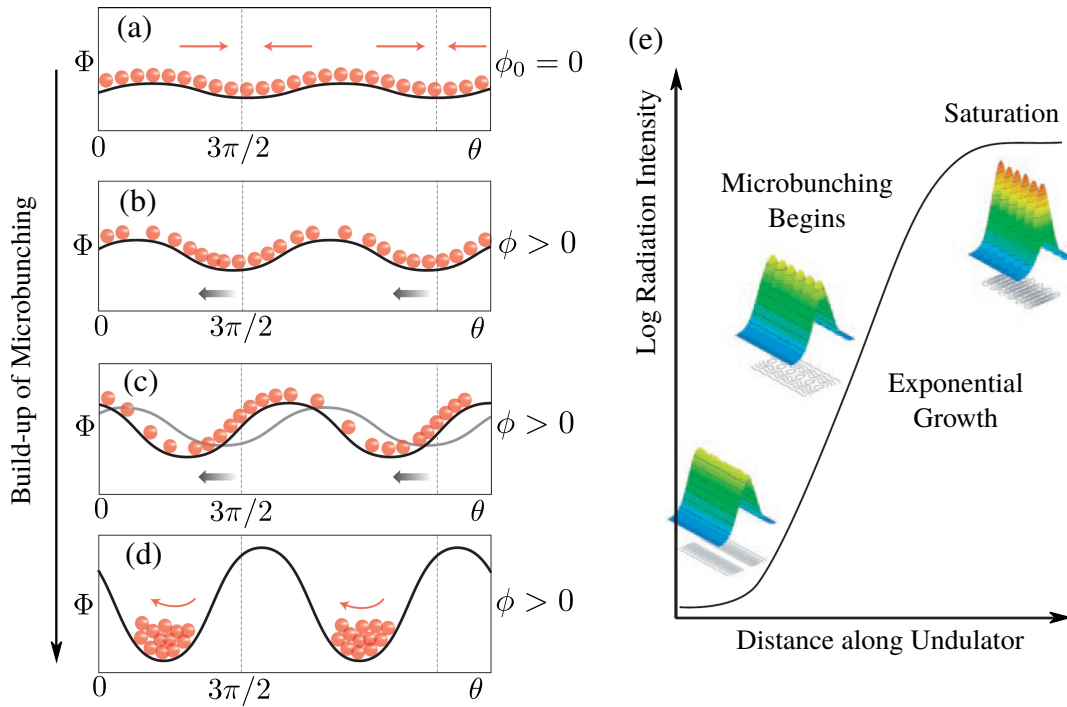 Build-up of Microbunching
(a)
Φ
ϕ₀ = 0
0
3π/2
θ
(b)
Φ
ϕ > 0
0
3π/2
θ
(c)
Φ
ϕ > 0
0
3π/2
θ
(d)
Φ
ϕ > 0
0
3π/2
θ
(e)
Log Radiation Intensity
Saturation
Microbunching
Begins
Exponential
Growth
Distance along Undulator